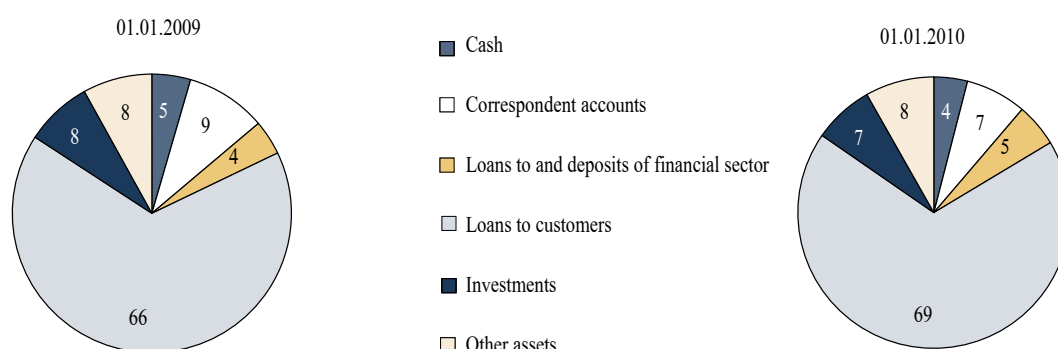 01.01.2009
5
9
4
66
8
8
Cash
Correspondent accounts
Loans to and deposits of financial sector
Loans to customers
Investments
Other assets
01.01.2010
4
7
5
69
7
8